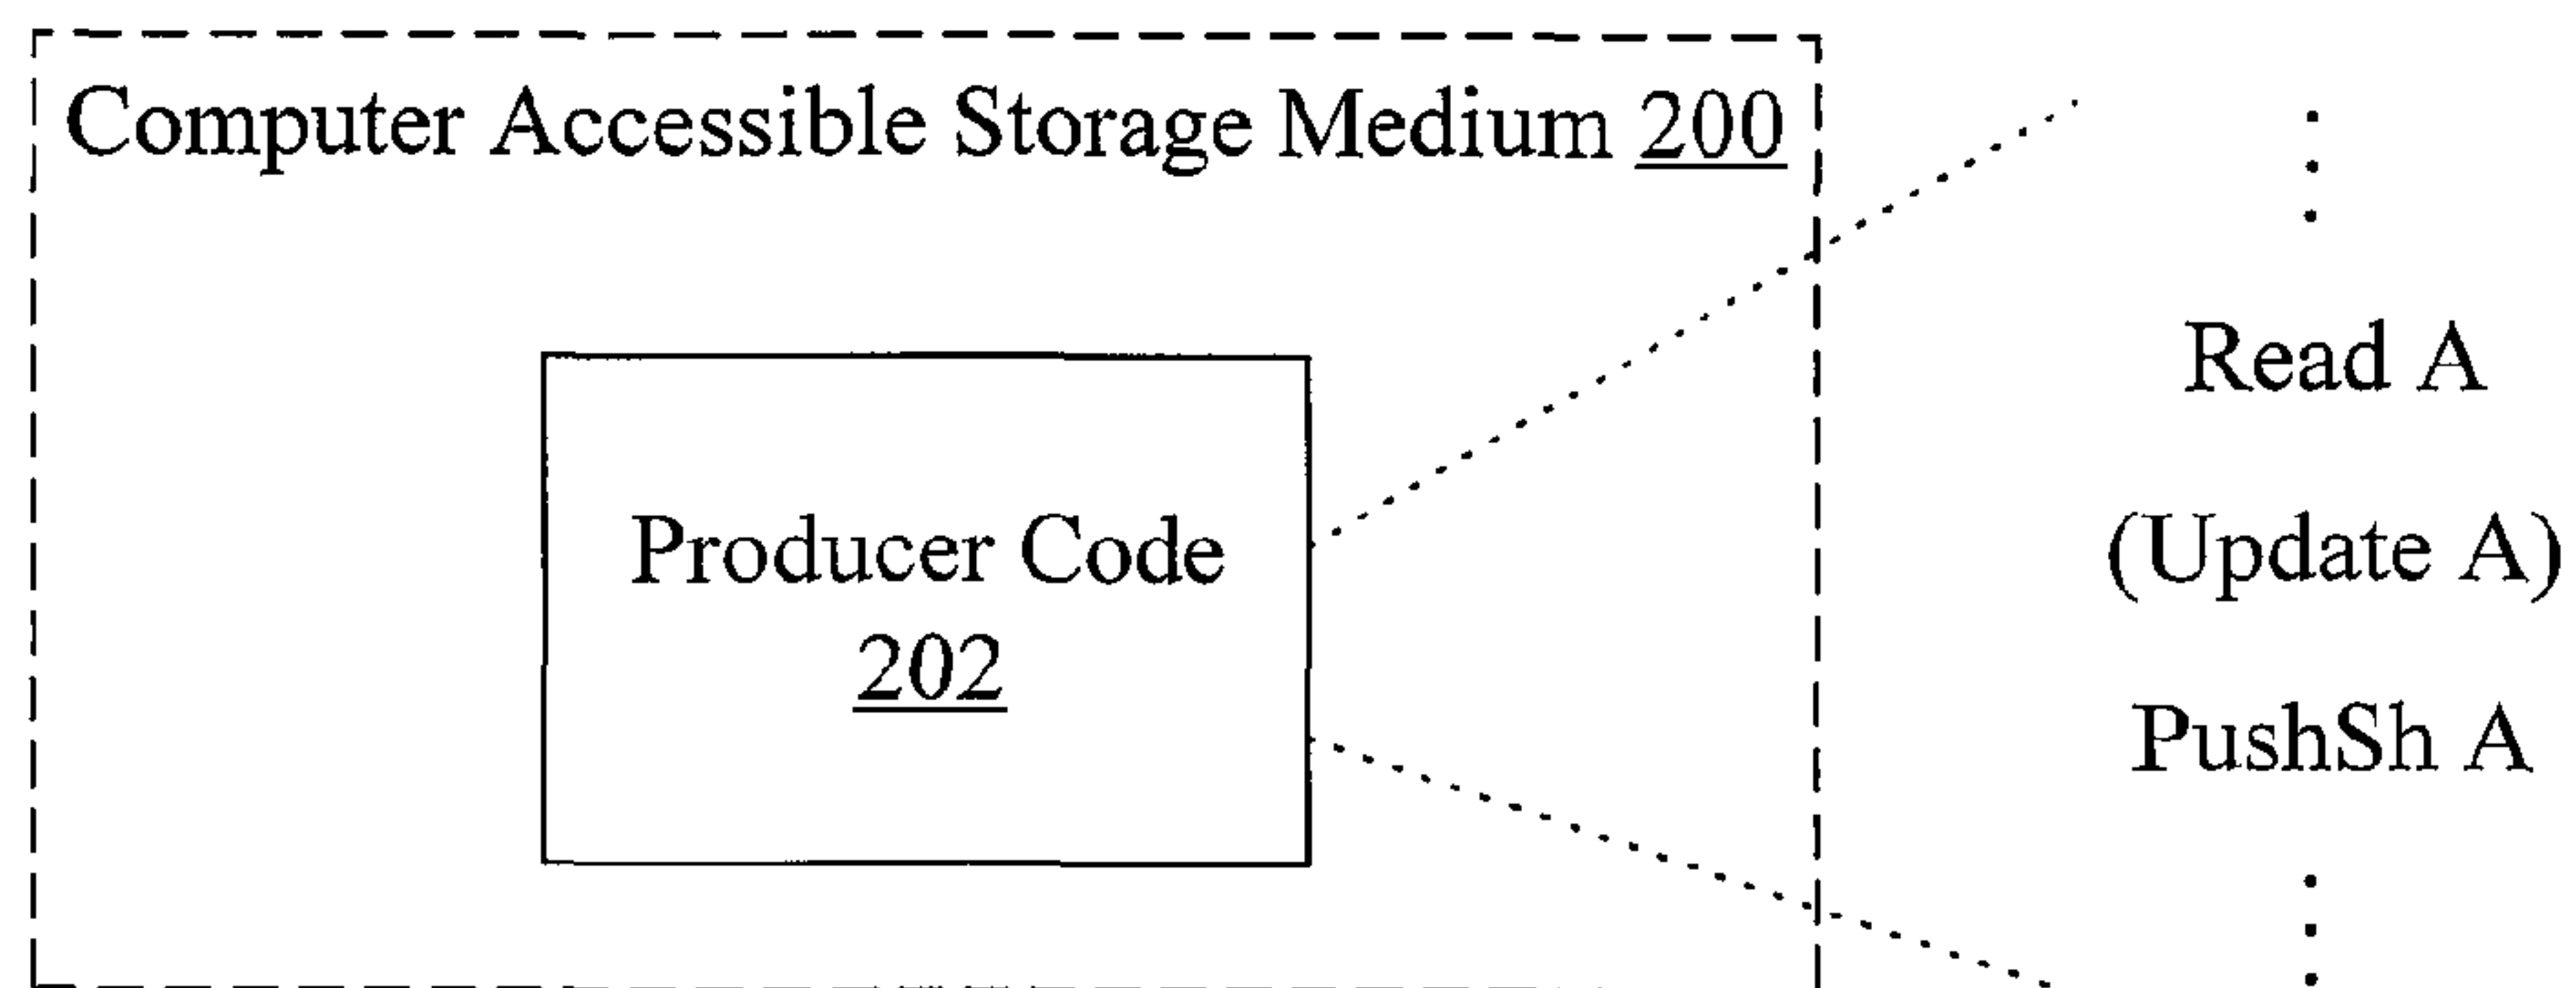 Computer Accessible Storage Medium 200
Producer Code
202
Read A
(Update A)
PushSh A